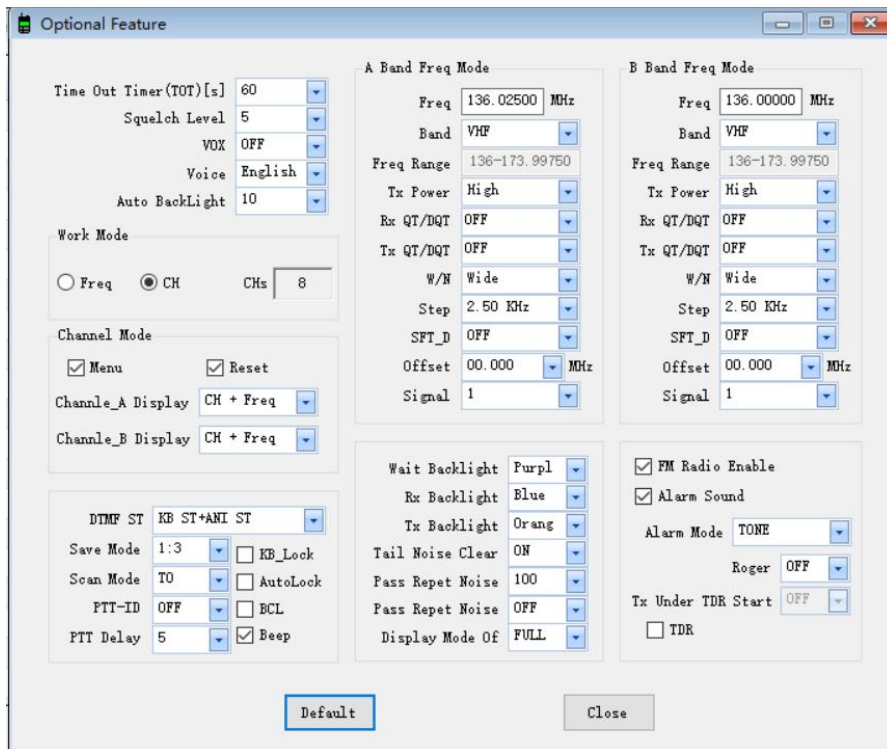 Optional Feature
Time Out Timer(TOT)[s] 60
Squelch Level 5
VOX OFF
Voice English
Auto BackLight 10
Work Mode
Freq CH CHs 8
Channel Mode
Menu Reset
Channle_A Display CH + Freq
Channle_B Display CH + Freq
DTMF ST KB ST+ANI ST
Save Mode 1:3 KB_Lock
Scan Mode TO AutoLock
PTT-ID OFF BCL
PTT Delay 5 Beep
A Band Freq Mode
Freq 136.02500 MHz
Band VHF
Freq Range 136-173.99750
Tx Power High
Rx QT/DQT OFF
Tx QT/DQT OFF
W/N Wide
Step 2.50 KHz
SFT_D OFF
Offset 00.000 MHz
Signal 1
B Band Freq Mode
Freq 136.00000 MHz
Band VHF
Freq Range 136-173.99750
Tx Power High
Rx QT/DQT OFF
Tx QT/DQT OFF
W/N Wide
Step 2.50 KHz
SFT_D OFF
Offset 00.000 MHz
Signal 1
Wait Backlight Purpl
Rx Backlight Blue
Tx Backlight Orang
Tail Noise Clear ON
Pass Repet Noise 100
Pass Repet Noise OFF
Display Mode Of FULL
FM Radio Enable
Alarm Sound
Alarm Mode TONE
Roger OFF
Tx Under TDR Start OFF
TDR
Default
Close